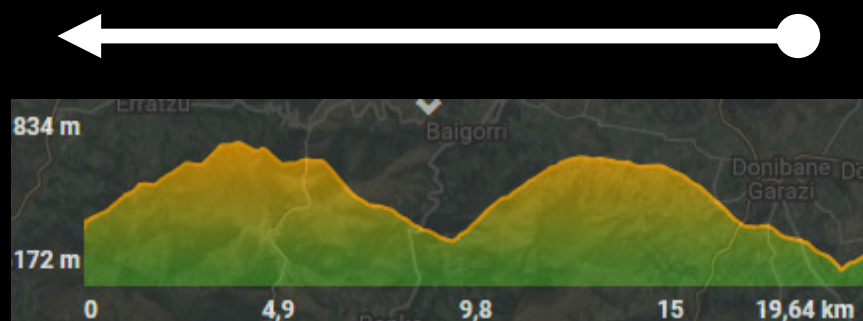 Erratzu
834 m
Baigorri
Donibane
Garazi
172 m
0 4,9 9,8 15 19,64 km